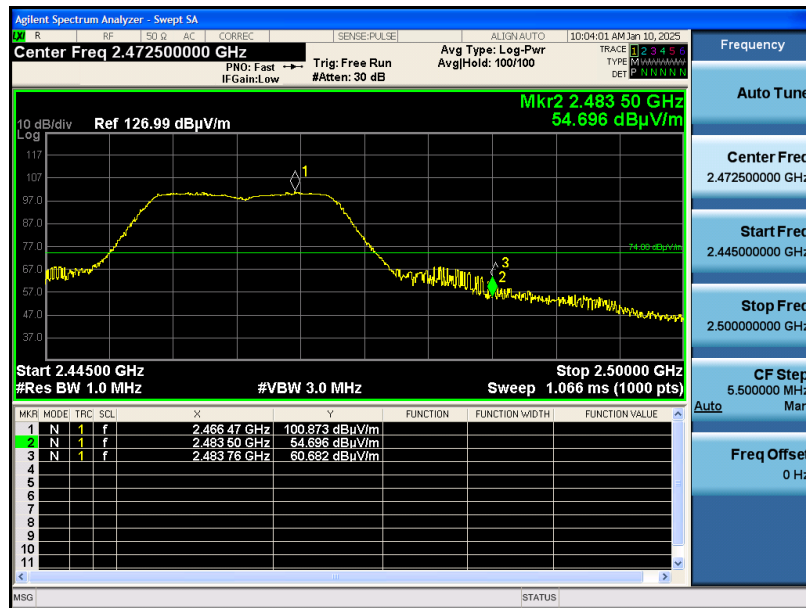 Agilent Spectrum Analyzer - Swept SA
LXI R RF 50 Ω AC CORREC SENSE:PULSE ALIGN AUTO 10:04:01 AM Jan 10, 2025
Center Freq 2.472500000 GHz
PNO: Fast
IFGain:Low
Trig: Free Run
#Atten: 30 dB
Avg Type: Log-Pwr
Avg|Hold: 100/100
TRACE 1 2 3 4 5 6
TYPE M
DET P N N N N N
Mkr2 2.483 50 GHz
54.696 dBµV/m
10 dB/div Ref 126.99 dBµV/m
Log
117
107
97.0
87.0
77.0
67.0
57.0
47.0
37.0
1
74.00 dBµV/m
3
2
Start 2.44500 GHz Stop 2.50000 GHz
#Res BW 1.0 MHz #VBW 3.0 MHz Sweep 1.066 ms (1000 pts)
MKR MODE TRC SCL X Y FUNCTION FUNCTION WIDTH FUNCTION VALUE
1 N 1 f 2.466 47 GHz 100.873 dBµV/m
2 N 1 f 2.483 50 GHz 54.696 dBµV/m
3 N 1 f 2.483 76 GHz 60.682 dBµV/m
4
5
6
7
8
9
10
11
MSG STATUS
Frequency
Auto Tune
Center Freq
2.472500000 GHz
Start Freq
2.445000000 GHz
Stop Freq
2.500000000 GHz
CF Step
5.500000 MHz
Auto Man
Freq Offset
0 Hz